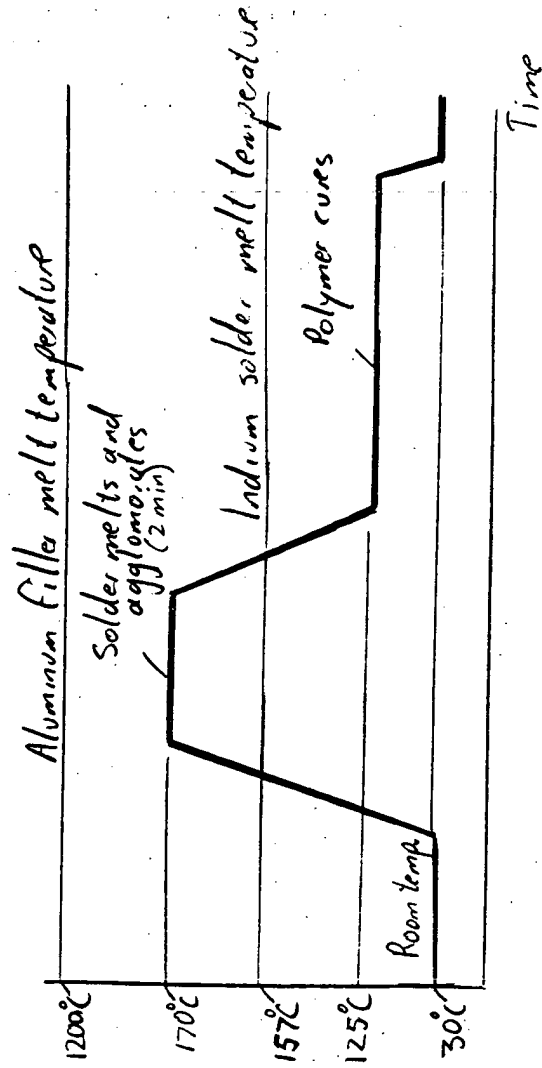 Aluminum filler melt temperature
1200°C
Solder melts and
agglomorates
(2 min)
170°C
Indium solder melt temperature
157°C
Polymer cures
125°C
Room temp.
30°C
Time